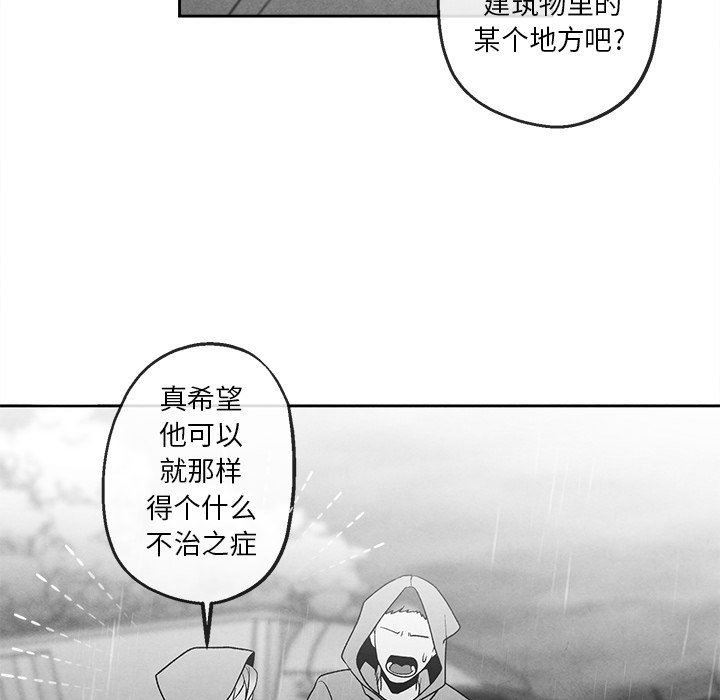 建筑物里的
某个地方吧?
真希望
他可以
就那样
得个什么
不治之症